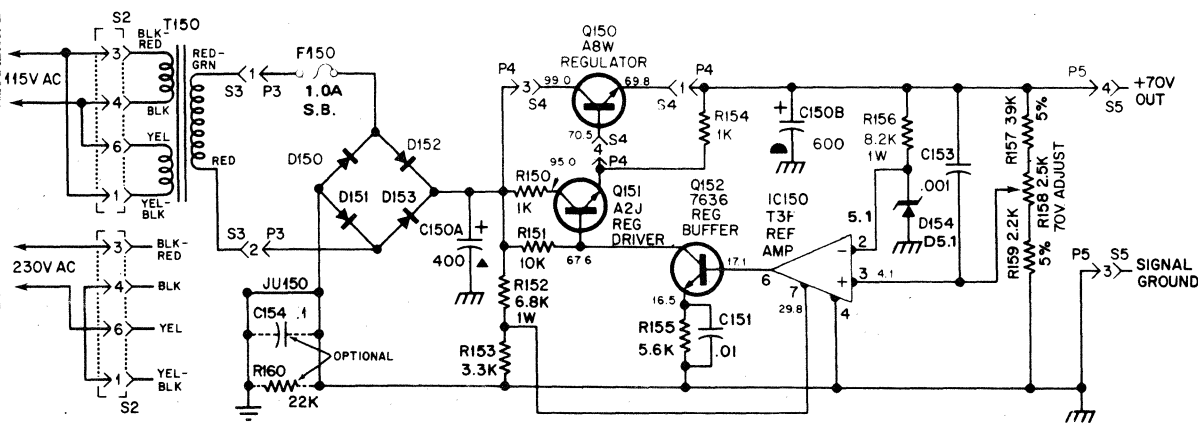 S2
T150
BLK-
RED
3
115V AC
4
BLK
YEL
6
1
YEL-
BLK
RED-
GRN
1
S3 P3
F150
1.0A
S.B.
RED
S3 P3
2
D150
D152
D151 D153
230V AC
3
BLK-
RED
4
BLK
6
YEL
1
YEL-
BLK
S2
JU150
C154 .1
OPTIONAL
R160
22K
+
C150A
400
P4
3
S4
99.0
Q150
A8W
REGULATOR
69.8
1
P4
S4
70.5
S4
4
P4
95.0
R150
1K
Q151
A2J
REG
DRIVER
R151
10K
67.6
R152
6.8K
1W
R153
3.3K
R154
1K
Q152
7636
REG
BUFFER
17.1
16.5
R155
5.6K
C151
.01
+
C150B
600
IC150
T3F
REF
AMP
6
7
29.8
5.1
2
-
+
3
4.1
4
R156
8.2K
1W
C153
.001
D154
D5.1
R157 39K
5%
R158 2.5K
70V ADJUST
R159 2.2K
5%
P5
4
S5
+70V
OUT
P5
3
S5
SIGNAL
GROUND